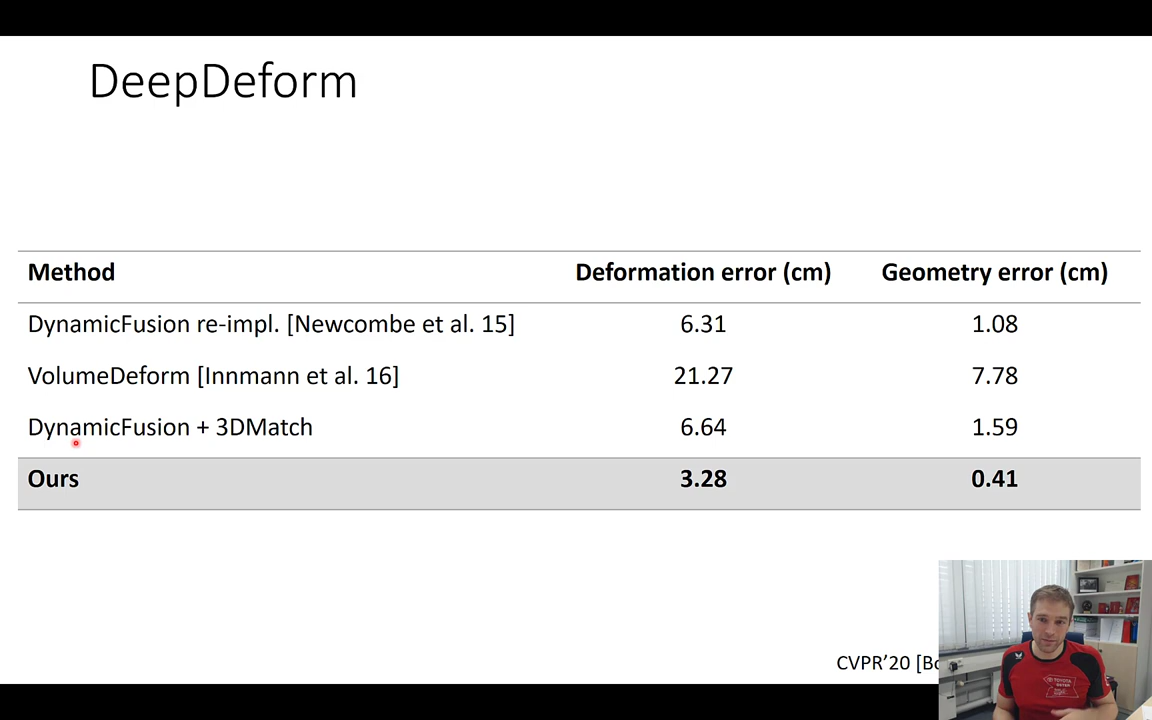 DeepDeform
Method Deformation error (cm) Geometry error (cm)
DynamicFusion re-impl. [Newcombe et al. 15] 6.31 1.08
VolumeDeform [Innmann et al. 16] 21.27 7.78
DynamicFusion + 3DMatch 6.64 1.59
Ours 3.28 0.41
CVPR’20
TOYOTA